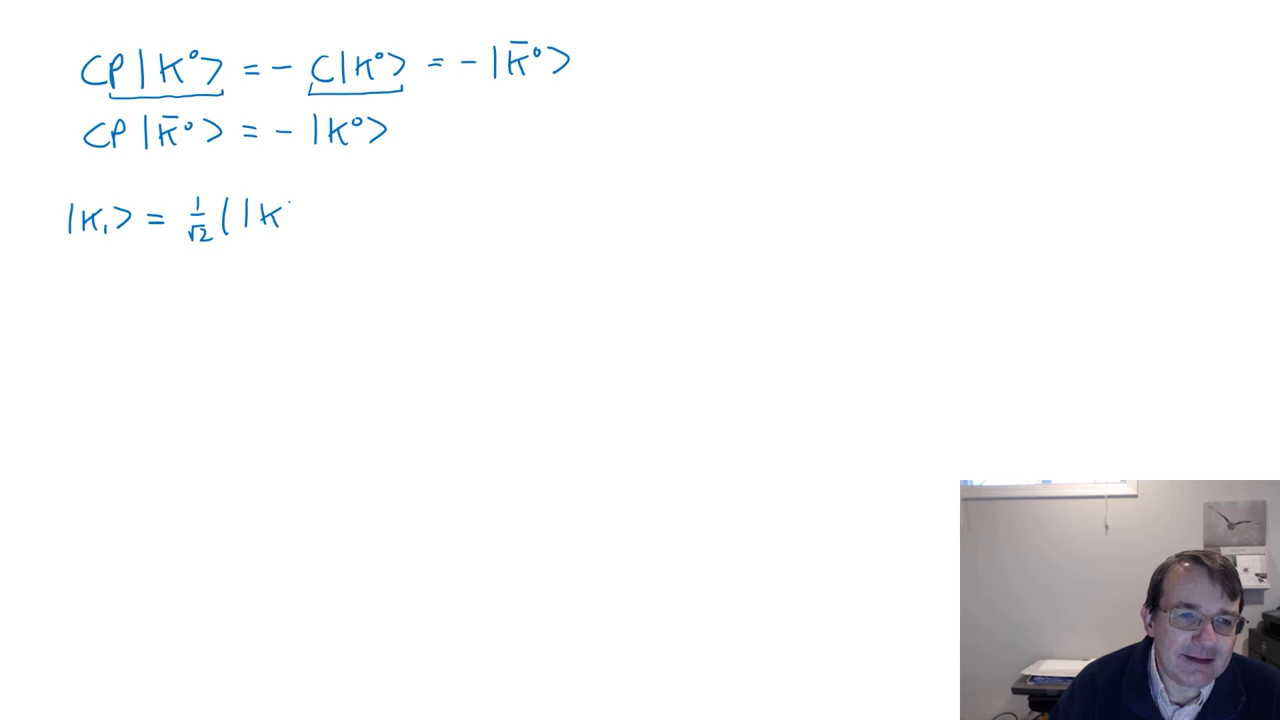 CP|K⁰> = - C|K⁰> = - |K̄⁰>
CP|K̄⁰> = - |K⁰>
|K₁> = 1/√2 (|K